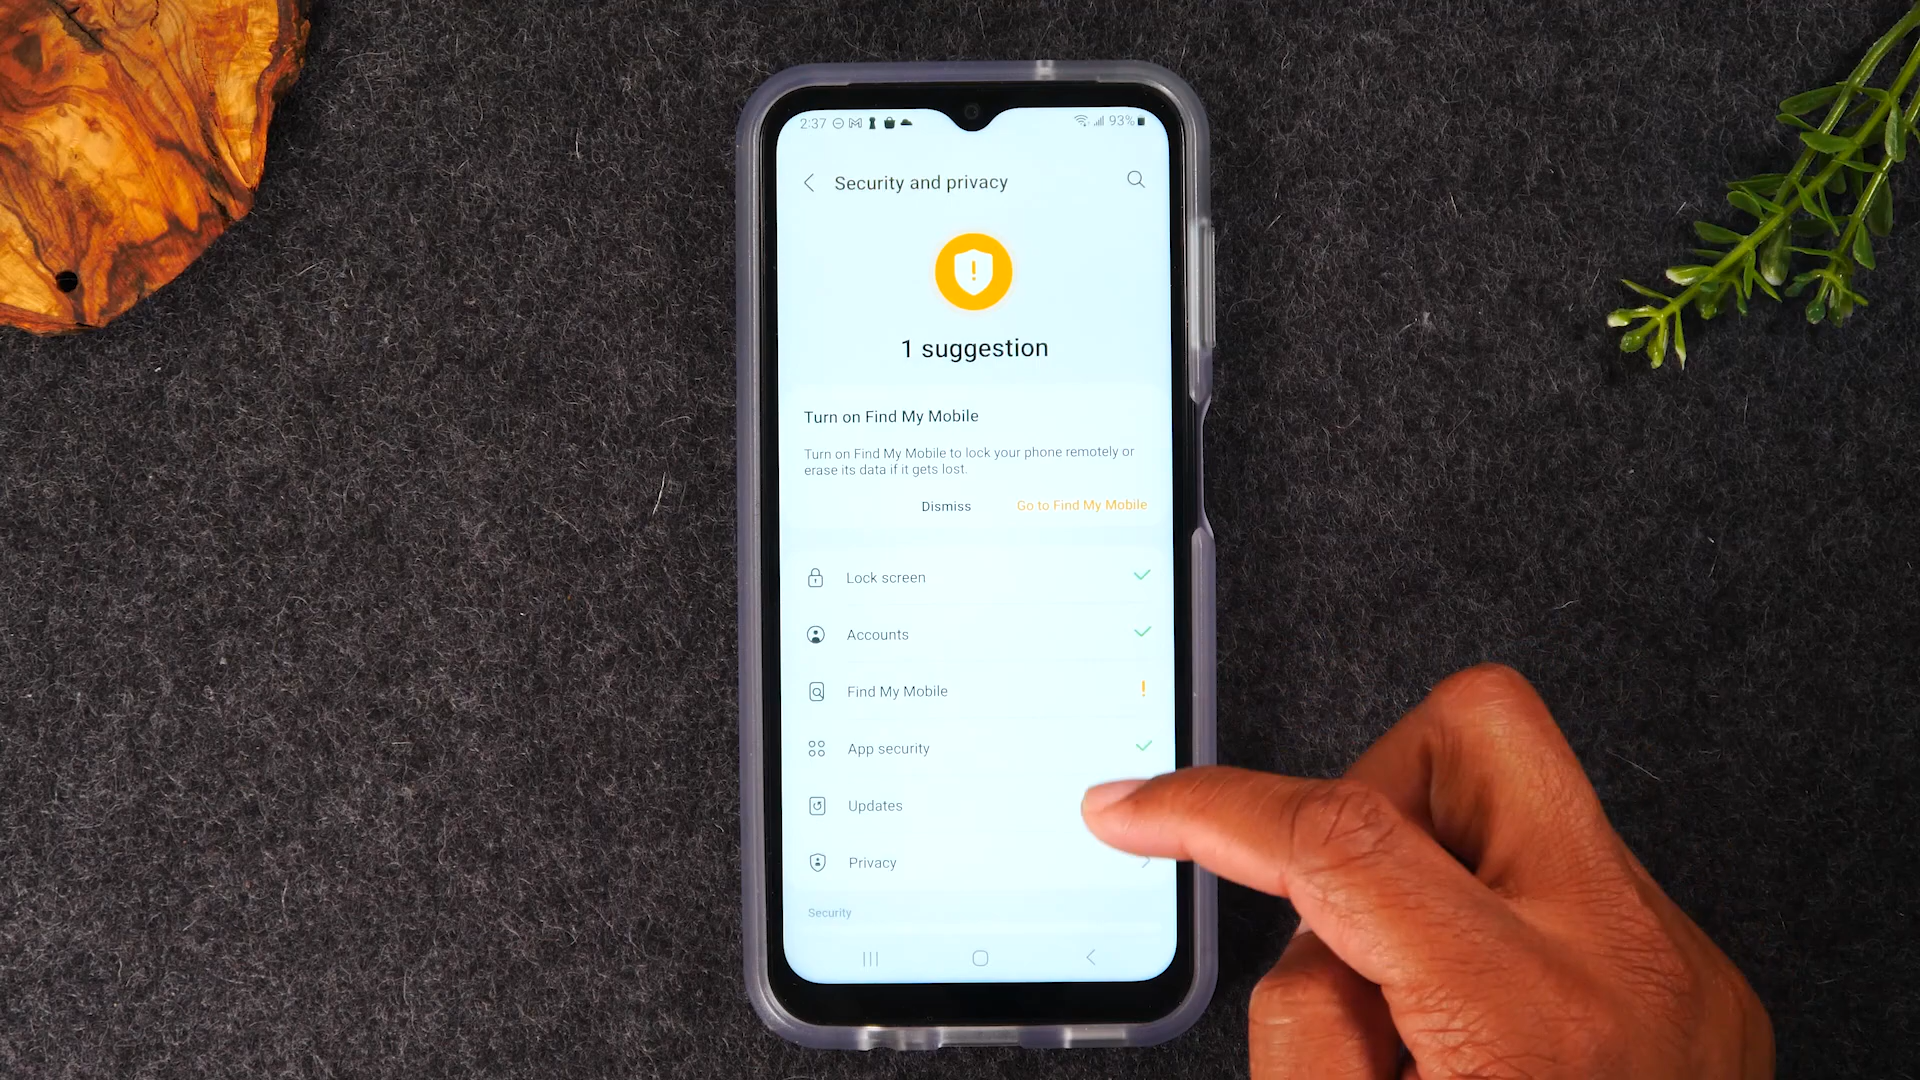 2:37
93%
Security and privacy
1 suggestion
Turn on Find My Mobile
Turn on Find My Mobile to lock your phone remotely or
erase its data if it gets lost.
Dismiss
Go to Find My Mobile
Lock screen
Accounts
Find My Mobile
App security
Updates
Privacy
Security